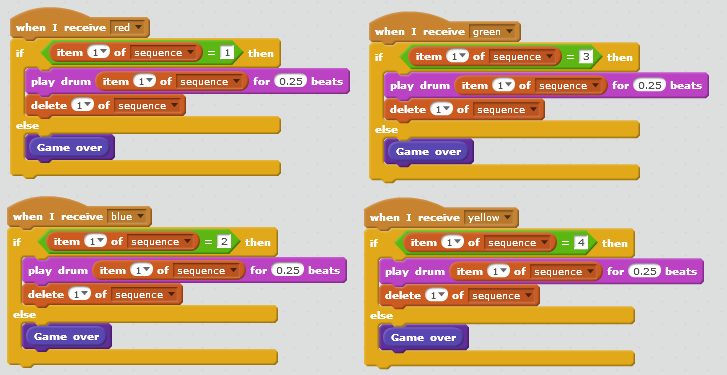 when I receive red
if item 1 of sequence = 1 then
play drum item 1 of sequence for 0.25 beats
delete 1 of sequence
else
Game over
when I receive green
if item 1 of sequence = 3 then
play drum item 1 of sequence for 0.25 beats
delete 1 of sequence
else
Game over
when I receive blue
if item 1 of sequence = 2 then
play drum item 1 of sequence for 0.25 beats
delete 1 of sequence
else
Game over
when I receive yellow
if item 1 of sequence = 4 then
play drum item 1 of sequence for 0.25 beats
delete 1 of sequence
else
Game over